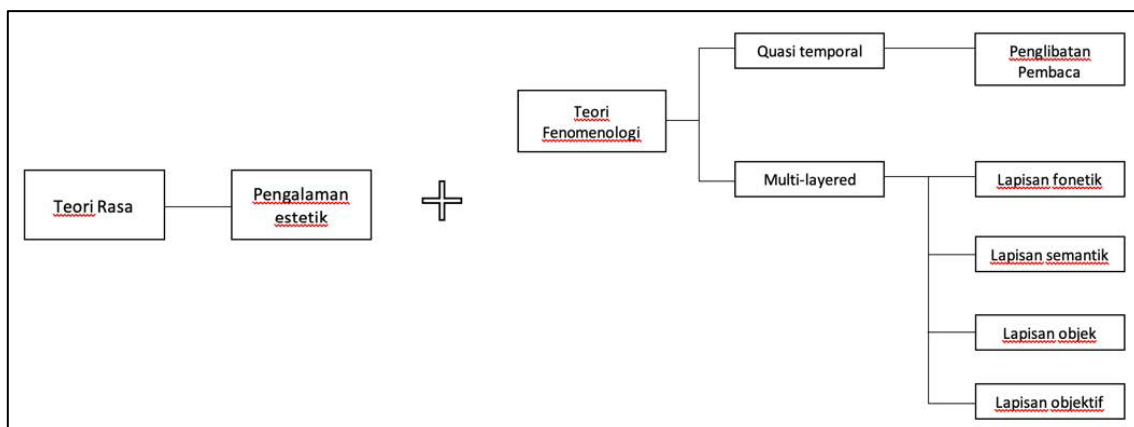 Teori Rasa
Pengalaman
estetik
Teori
Fenomenologi
Quasi temporal
Penglibatan
Pembaca
Multi-layered
Lapisan fonetik
Lapisan semantik
Lapisan objek
Lapisan objektif